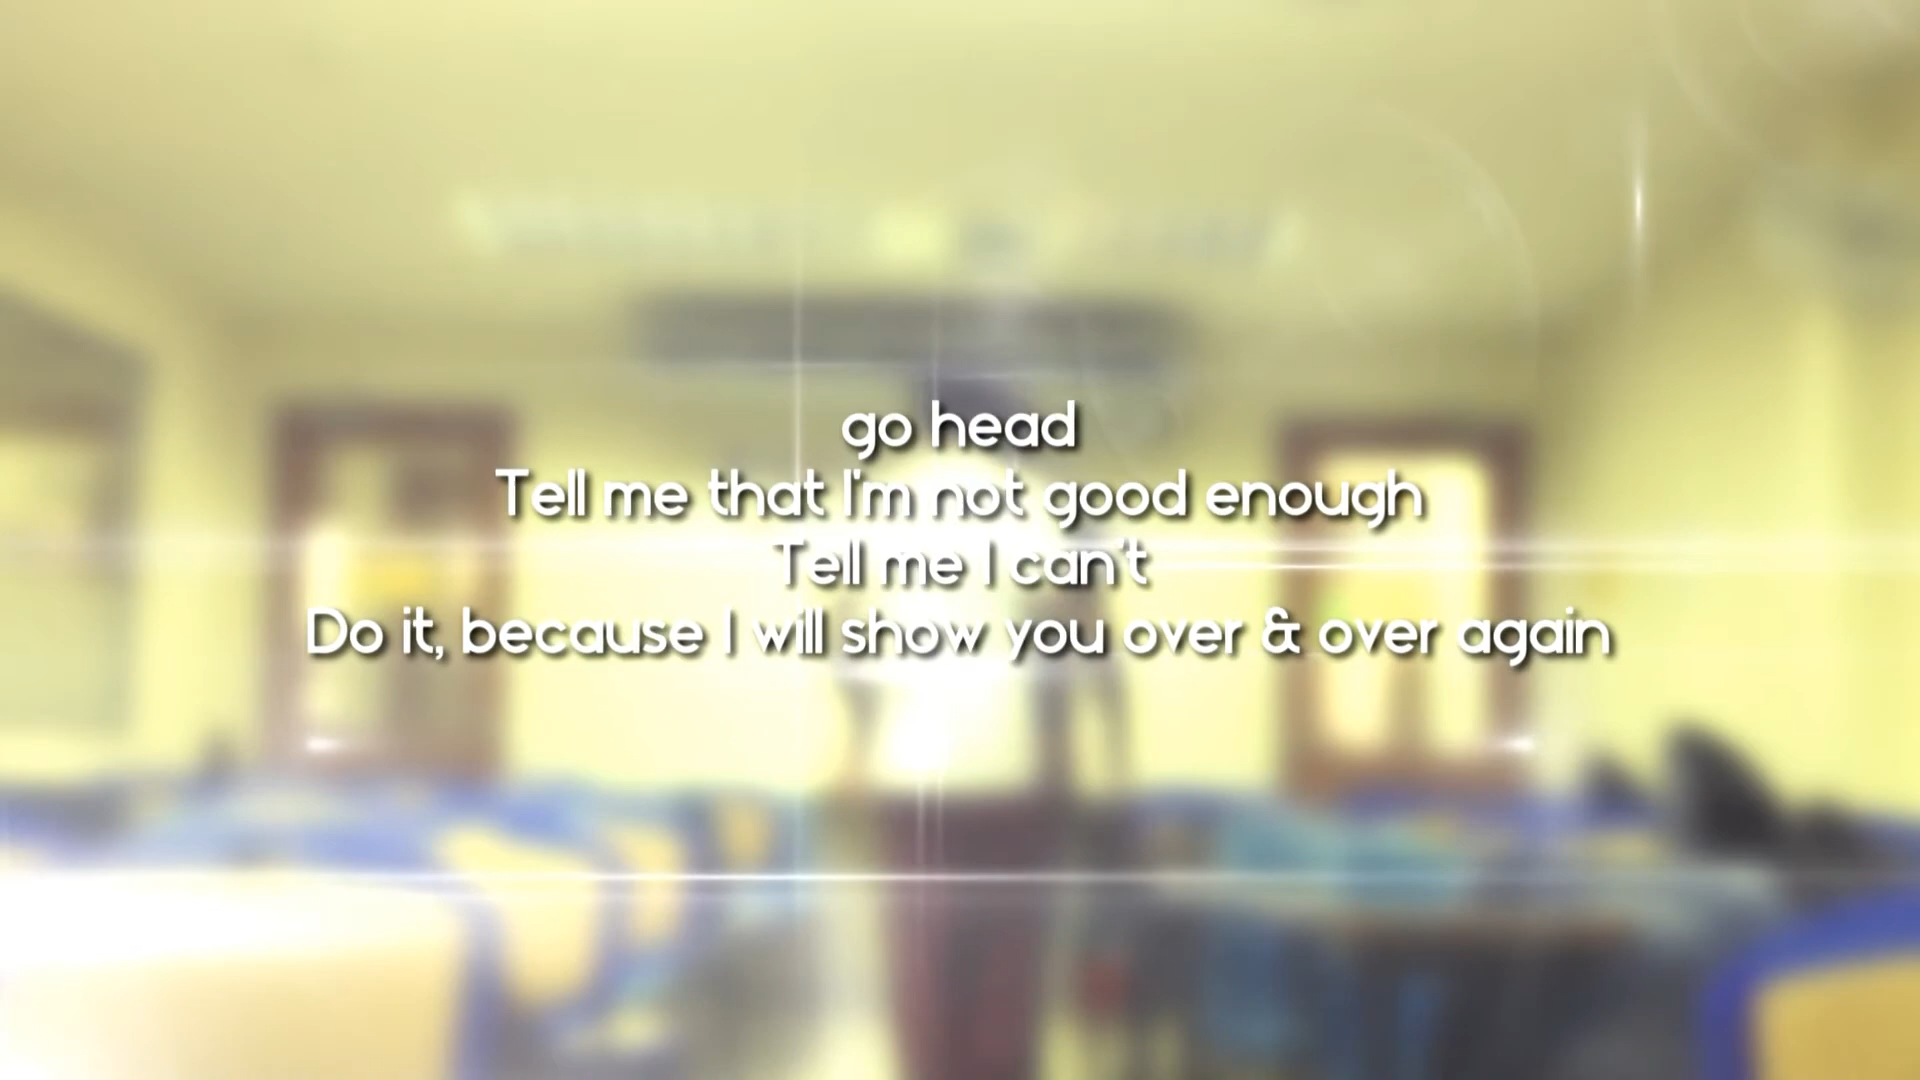 go head
Tell me that I'm not good enough
Tell me I can't
Do it, because I will show you over & over again